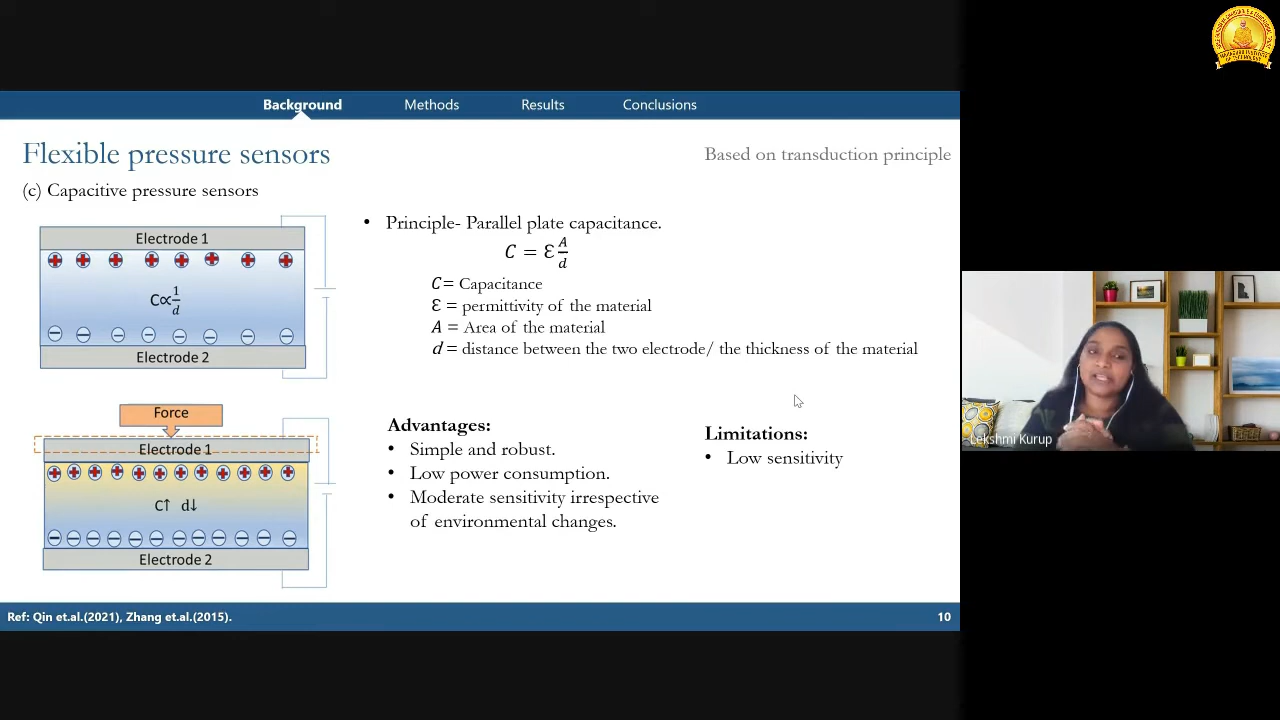 Background Methods Results Conclusions
Flexible pressure sensors
Based on transduction principle
(c) Capacitive pressure sensors
Electrode 1
C∝1/d
Electrode 2
Force
Electrode 1
C↑ d↓
Electrode 2
• Principle- Parallel plate capacitance.
C = Ɛ A/d
C = Capacitance
Ɛ = permittivity of the material
A = Area of the material
d = distance between the two electrode/ the thickness of the material
Advantages:
• Simple and robust.
• Low power consumption.
• Moderate sensitivity irrespective
of environmental changes.
Limitations:
• Low sensitivity
Ref: Qin et.al.(2021), Zhang et.al.(2015).
10
Lekshmi Kurup